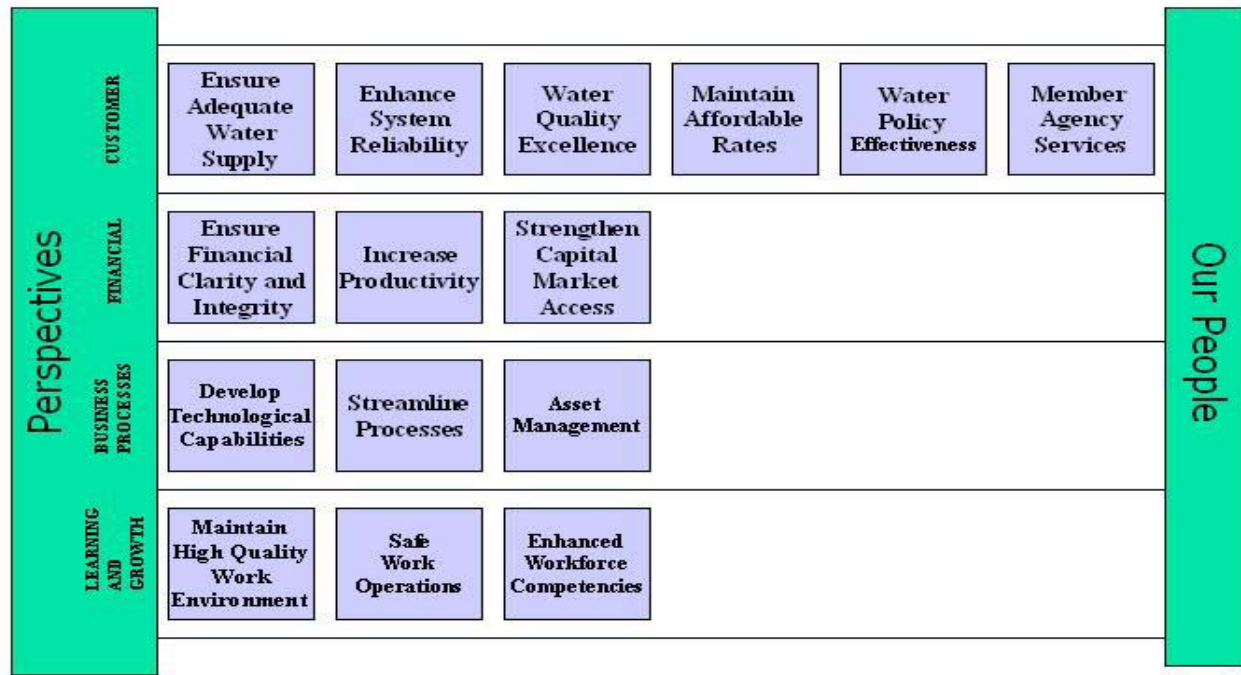 Perspectives
CUSTOMER
Ensure
Adequate
Water
Supply
Enhance
System
Reliability
Water
Quality
Excellence
Maintain
Affordable
Rates
Water
Policy
Effectiveness
Member
Agency
Services
FINANCIAL
Ensure
Financial
Clarity and
Integrity
Increase
Productivity
Strengthen
Capital
Market
Access
BUSINESS
PROCESSES
Develop
Technological
Capabilities
Streamline
Processes
Asset
Management
LEARNING
AND
GROWTH
Maintain
High Quality
Work
Environment
Safe
Work
Operations
Enhanced
Workforce
Competencies
Our People